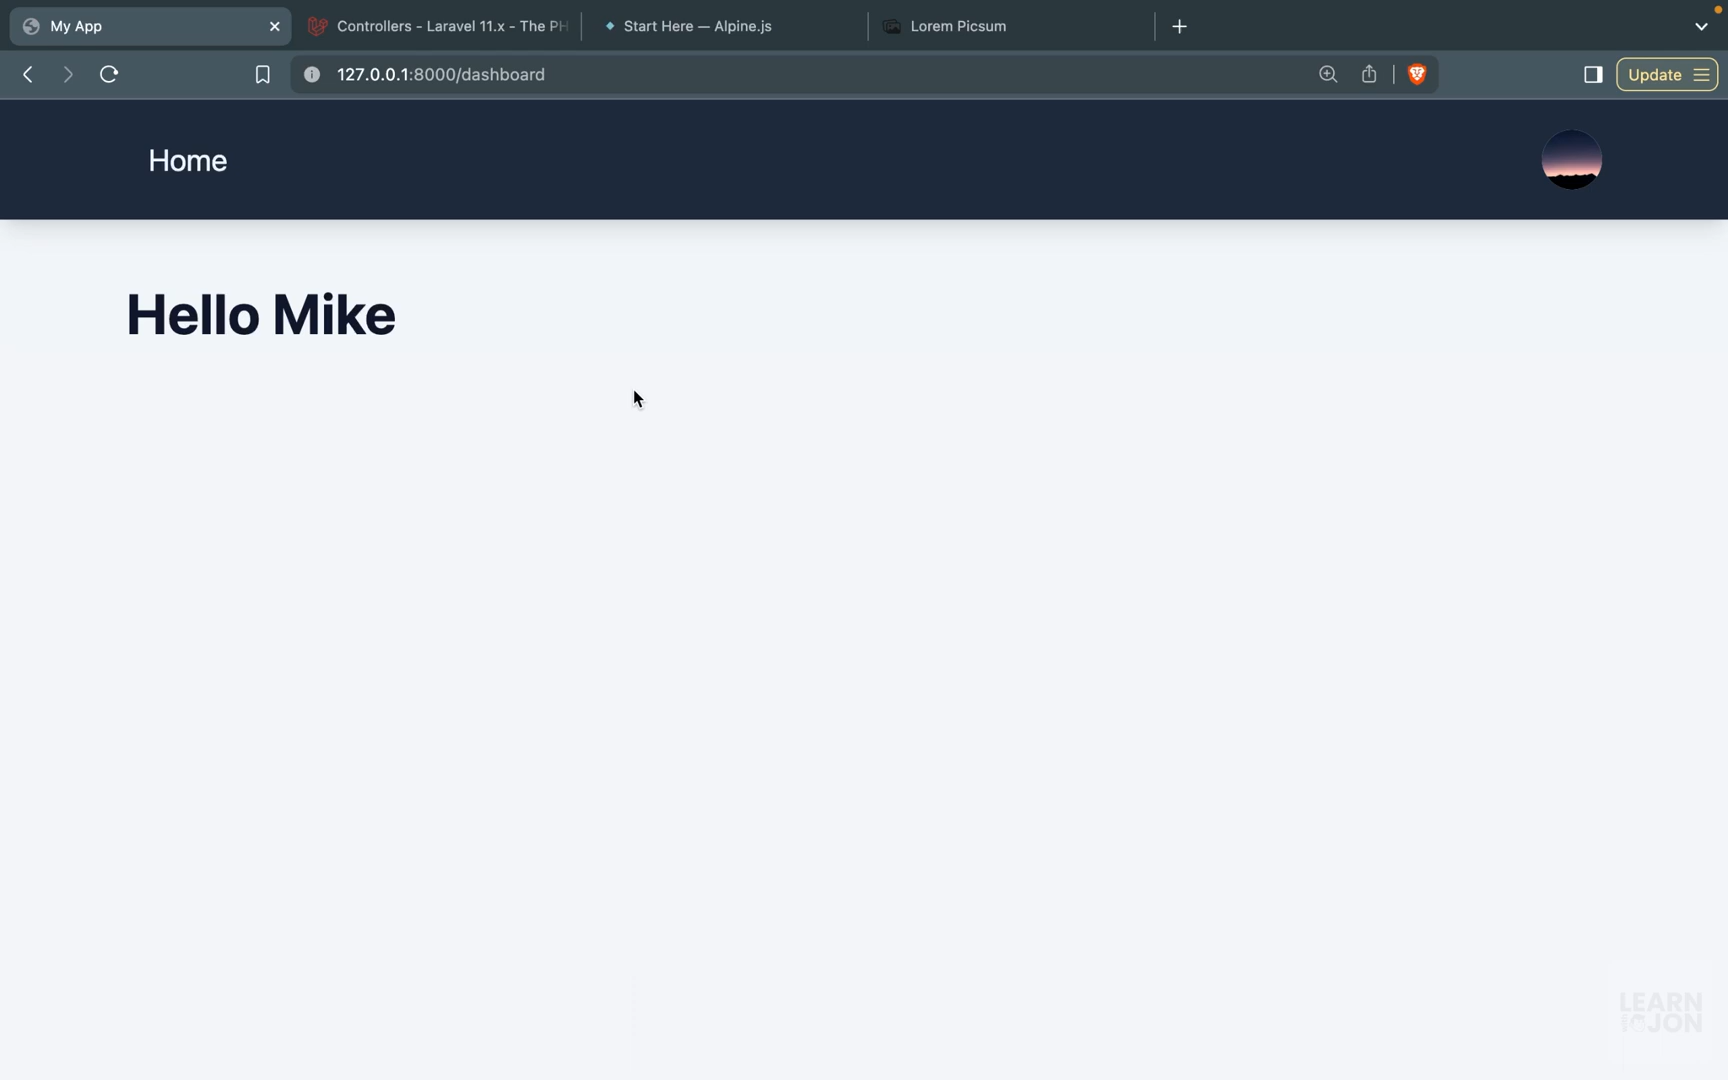 My App
Controllers - Laravel 11.x - The PH
Start Here — Alpine.js
Lorem Picsum
127.0.0.1:8000/dashboard
Update
Home
Hello Mike
LEARN
JON